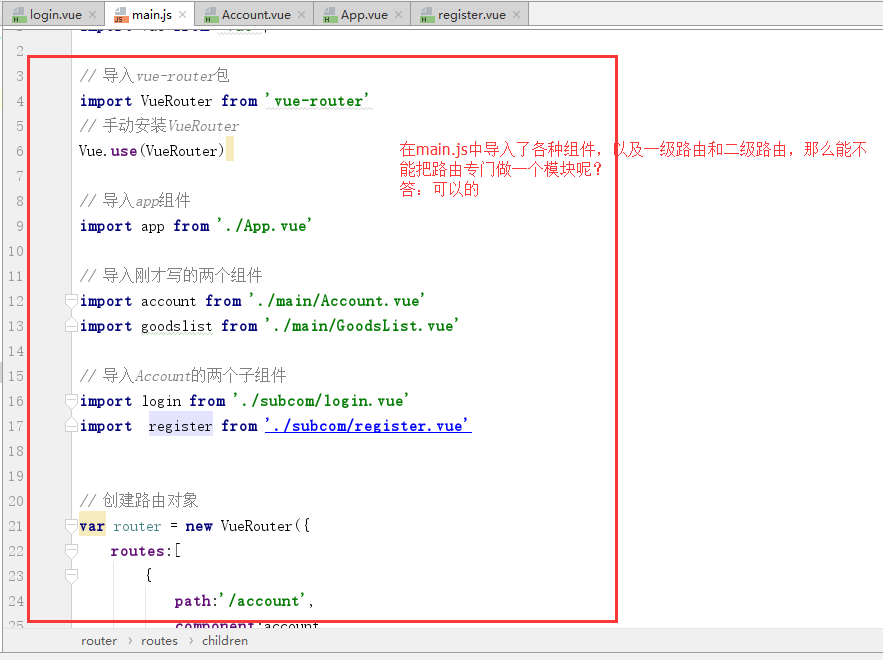 login.vue main.js Account.vue App.vue register.vue
2
3 // 导入vue-router包
4 import VueRouter from 'vue-router'
5 // 手动安装VueRouter
6 Vue.use(VueRouter)
在main.js中导入了各种组件，以及一级路由和二级路由，那么能不
能把路由专门做一个模块呢?
答：可以的
7
8 // 导入app组件
9 import app from './App.vue'
10
11 // 导入刚才写的两个组件
12 import account from './main/Account.vue'
13 import goodslist from './main/GoodsList.vue'
14
15 // 导入Account的两个子组件
16 import login from './subcom/login.vue'
17 import register from './subcom/register.vue'
18
19
20 // 创建路由对象
21 var router = new VueRouter({
22 routes:[
23 {
24 path:'/account',
25 component:account
router › routes › children